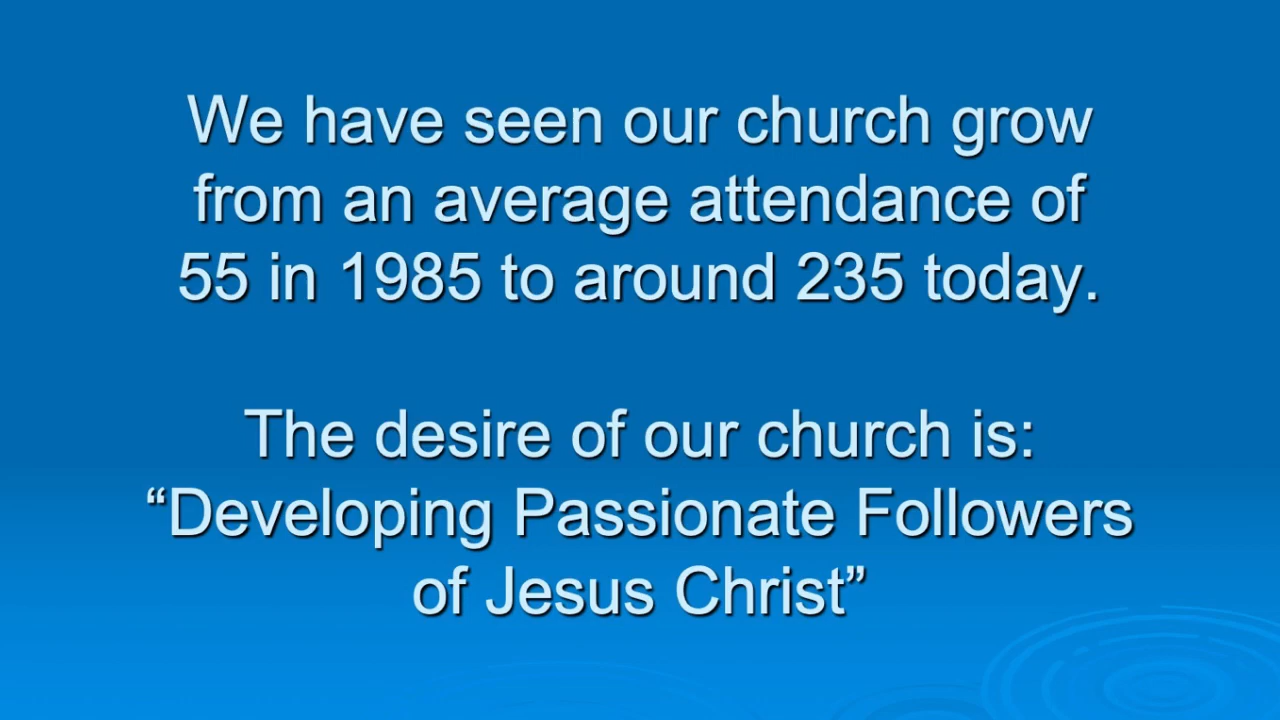 We have seen our church grow
from an average attendance of
55 in 1985 to around 235 today.
The desire of our church is:
“Developing Passionate Followers
of Jesus Christ”